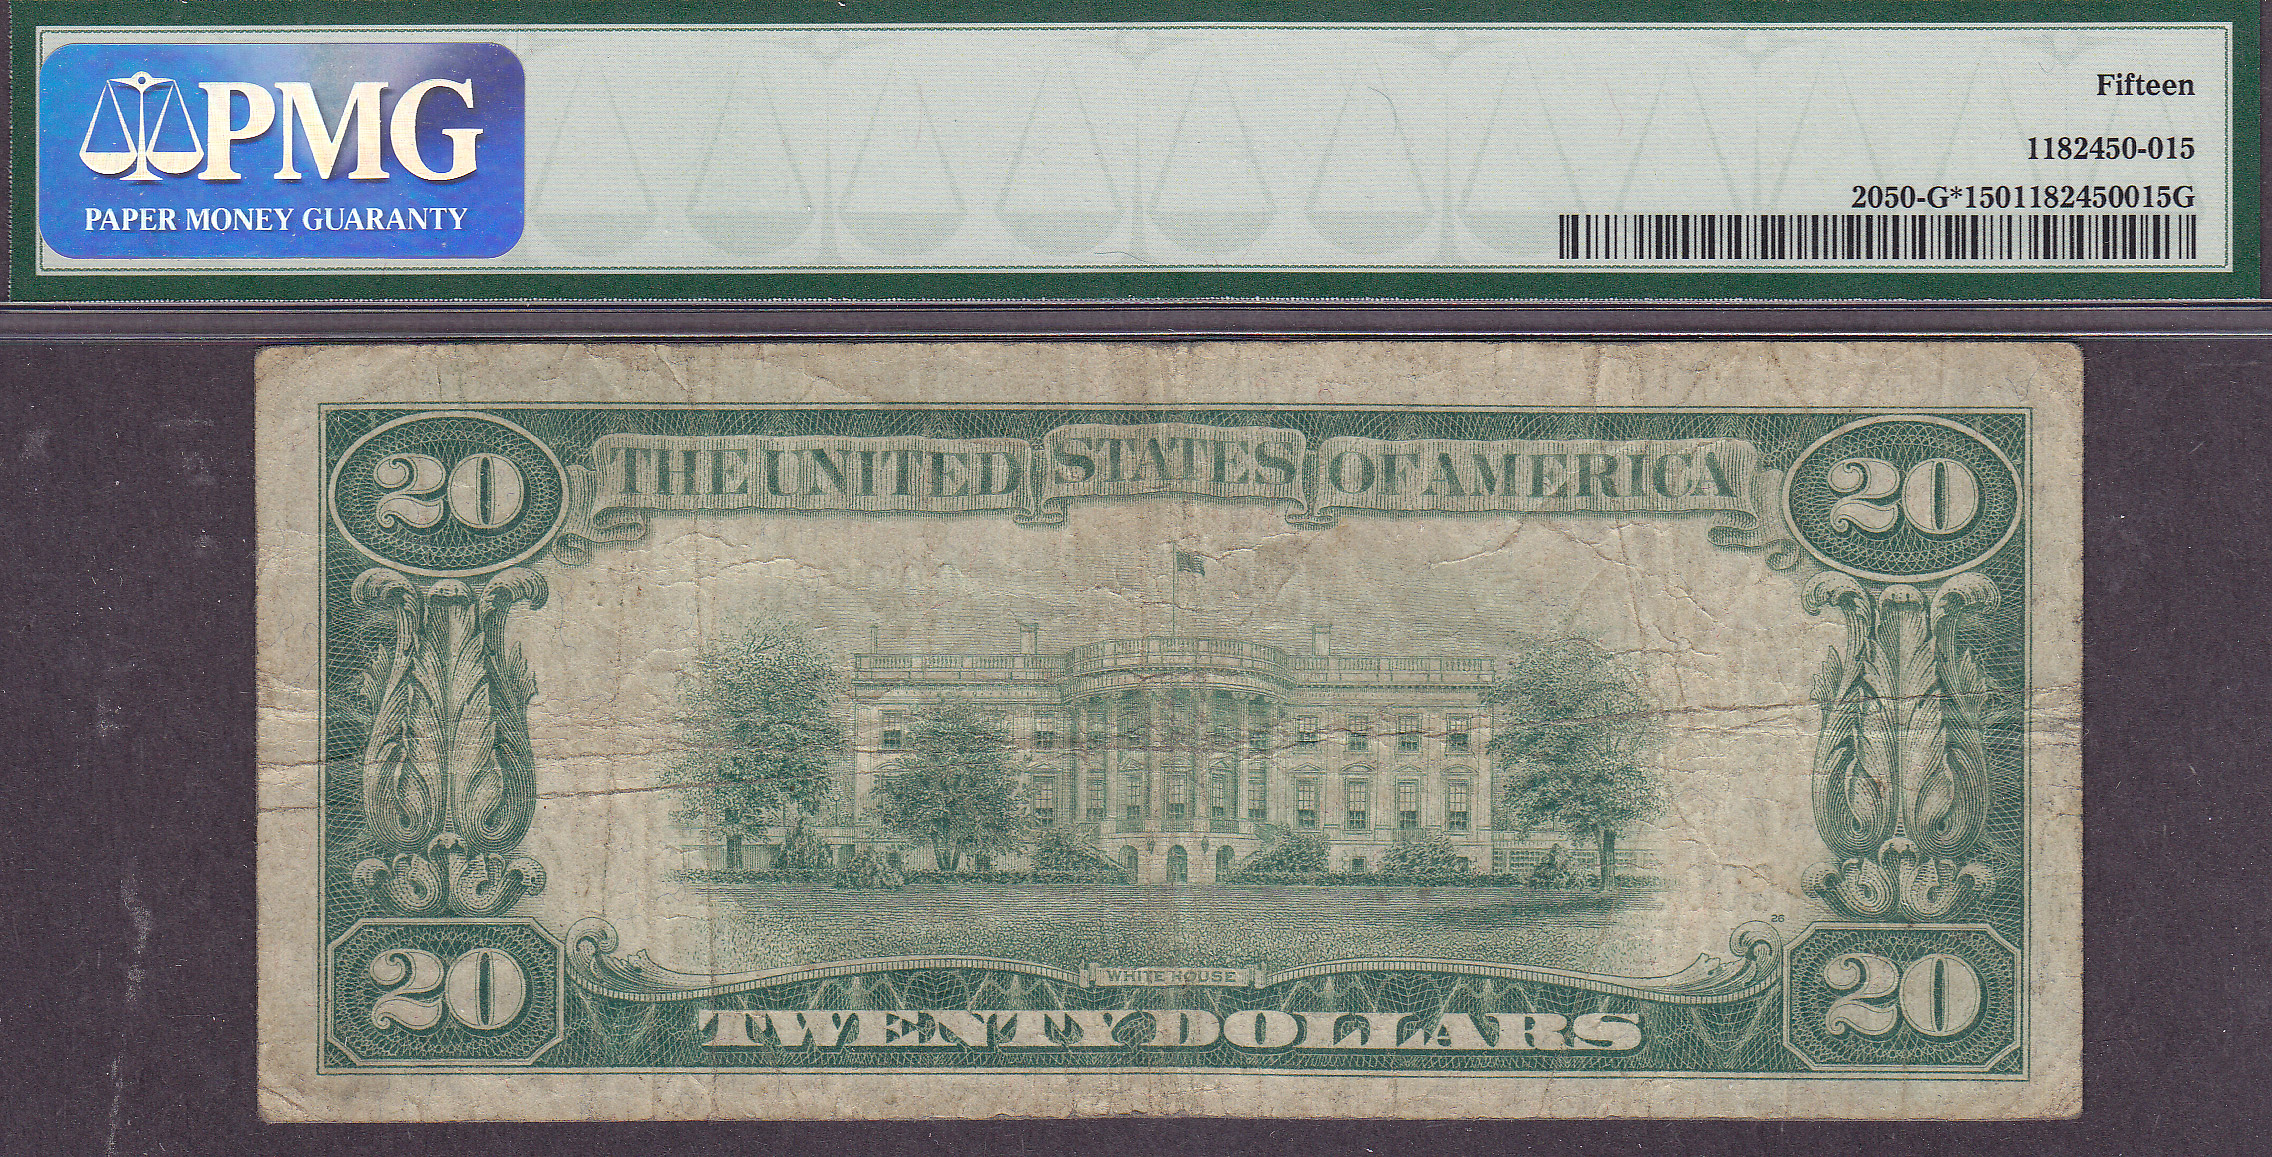 PMG
PAPER MONEY GUARANTY
Fifteen
1182450-015
2050-G*1501182450015G
20 THE UNITED STATES OF AMERICA 20
26
WHITE HOUSE
20 TWENTY DOLLARS 20